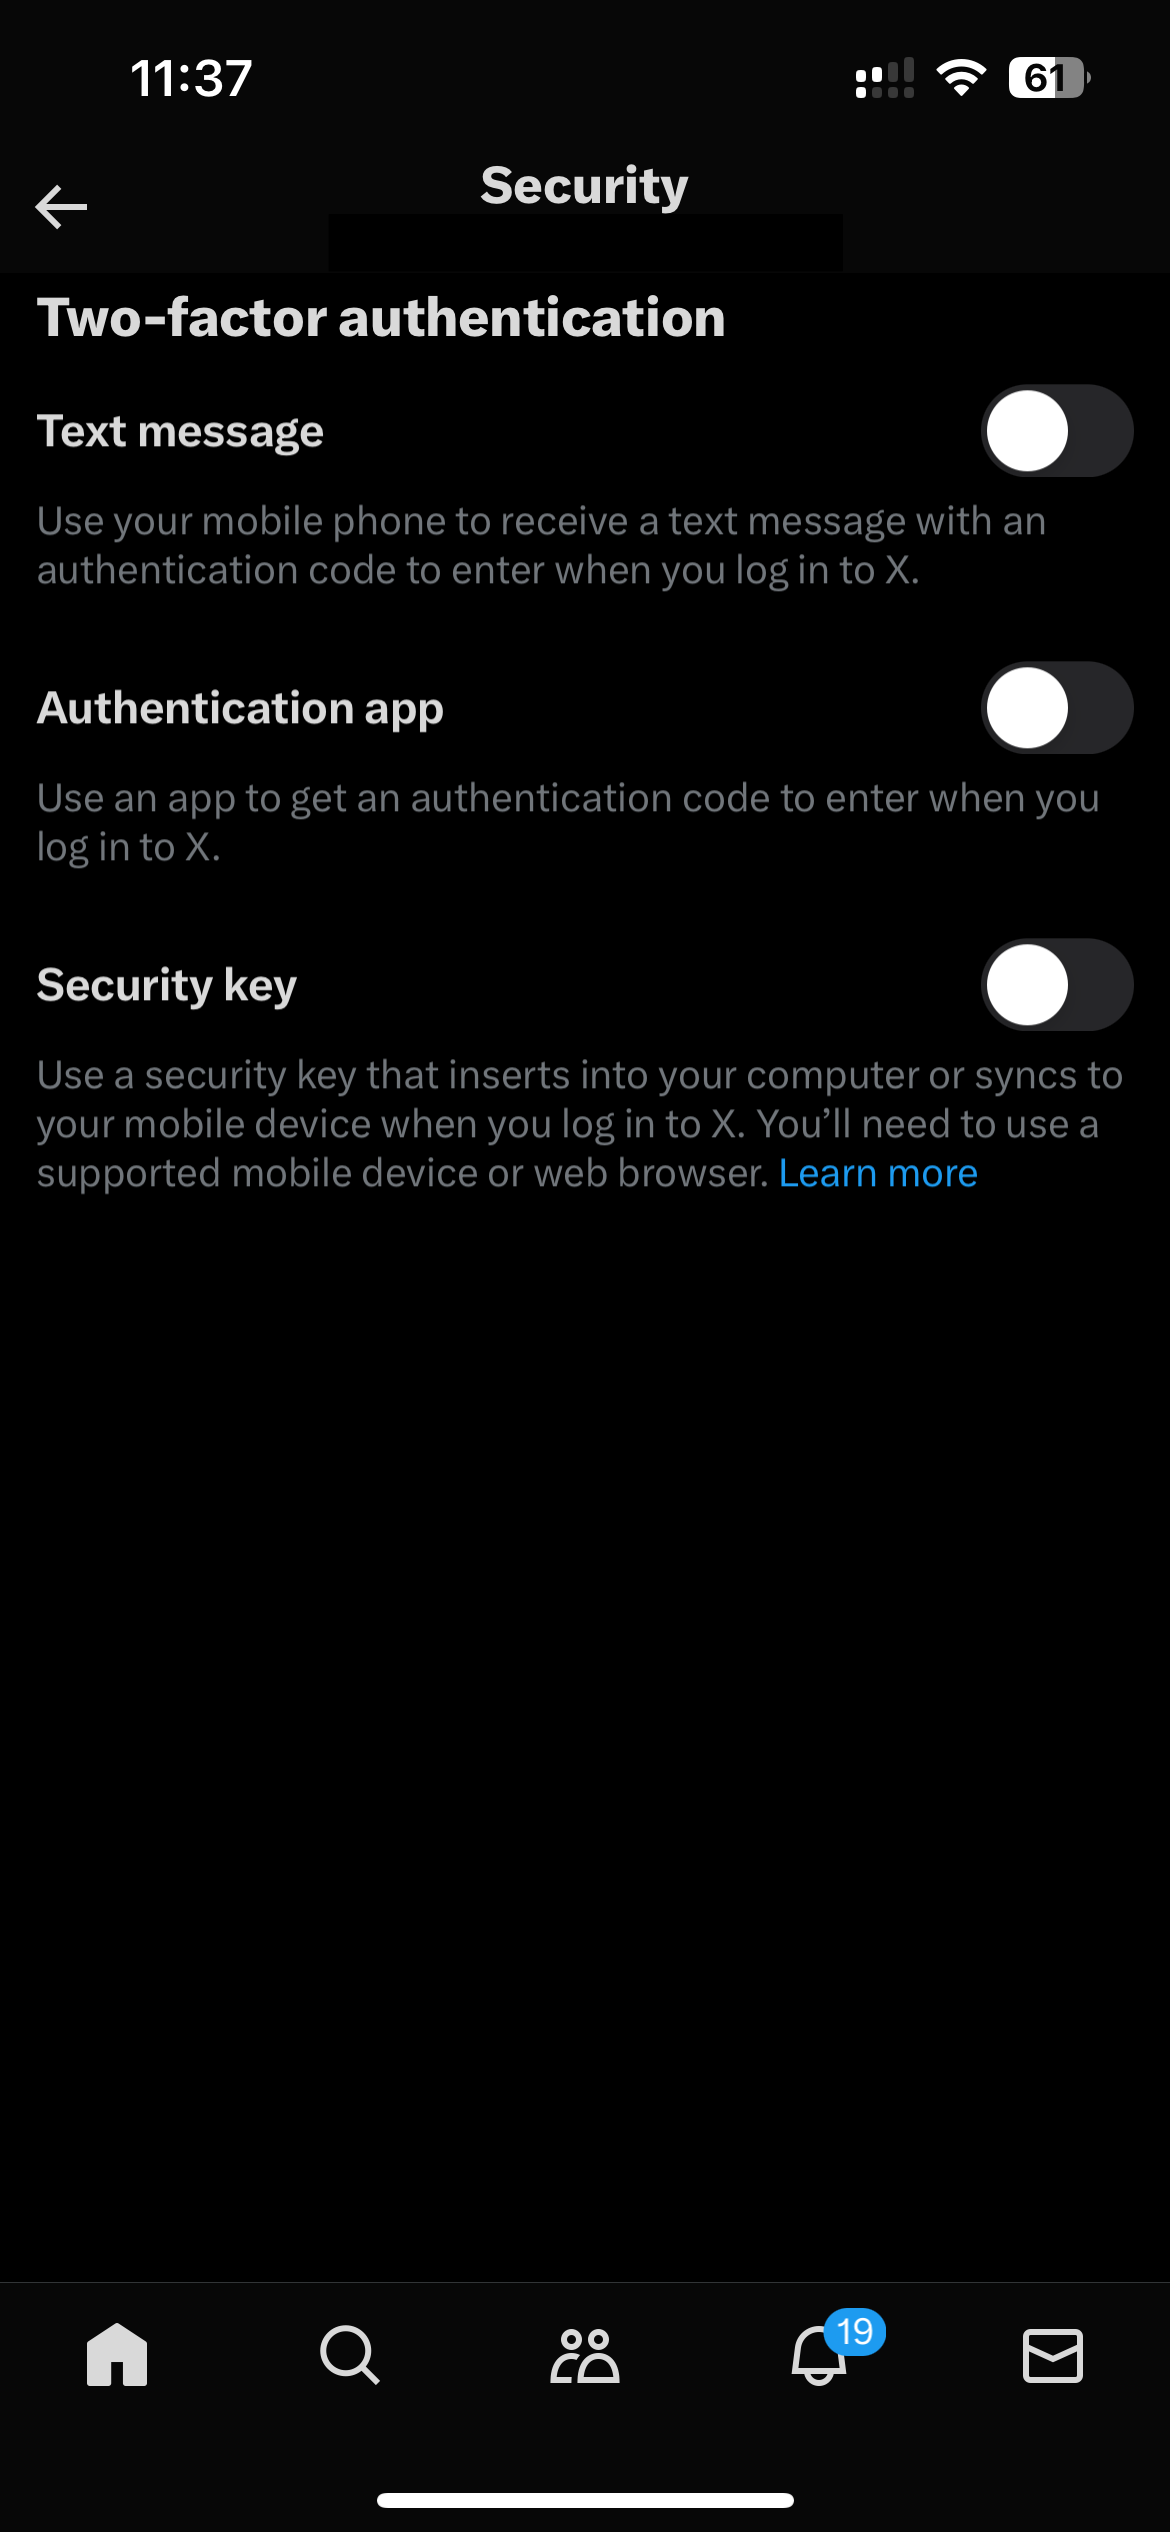 11:37
61
Security
Two-factor authentication
Text message
Use your mobile phone to receive a text message with an
authentication code to enter when you log in to X.
Authentication app
Use an app to get an authentication code to enter when you
log in to X.
Security key
Use a security key that inserts into your computer or syncs to
your mobile device when you log in to X. You’ll need to use a
supported mobile device or web browser. Learn more
19